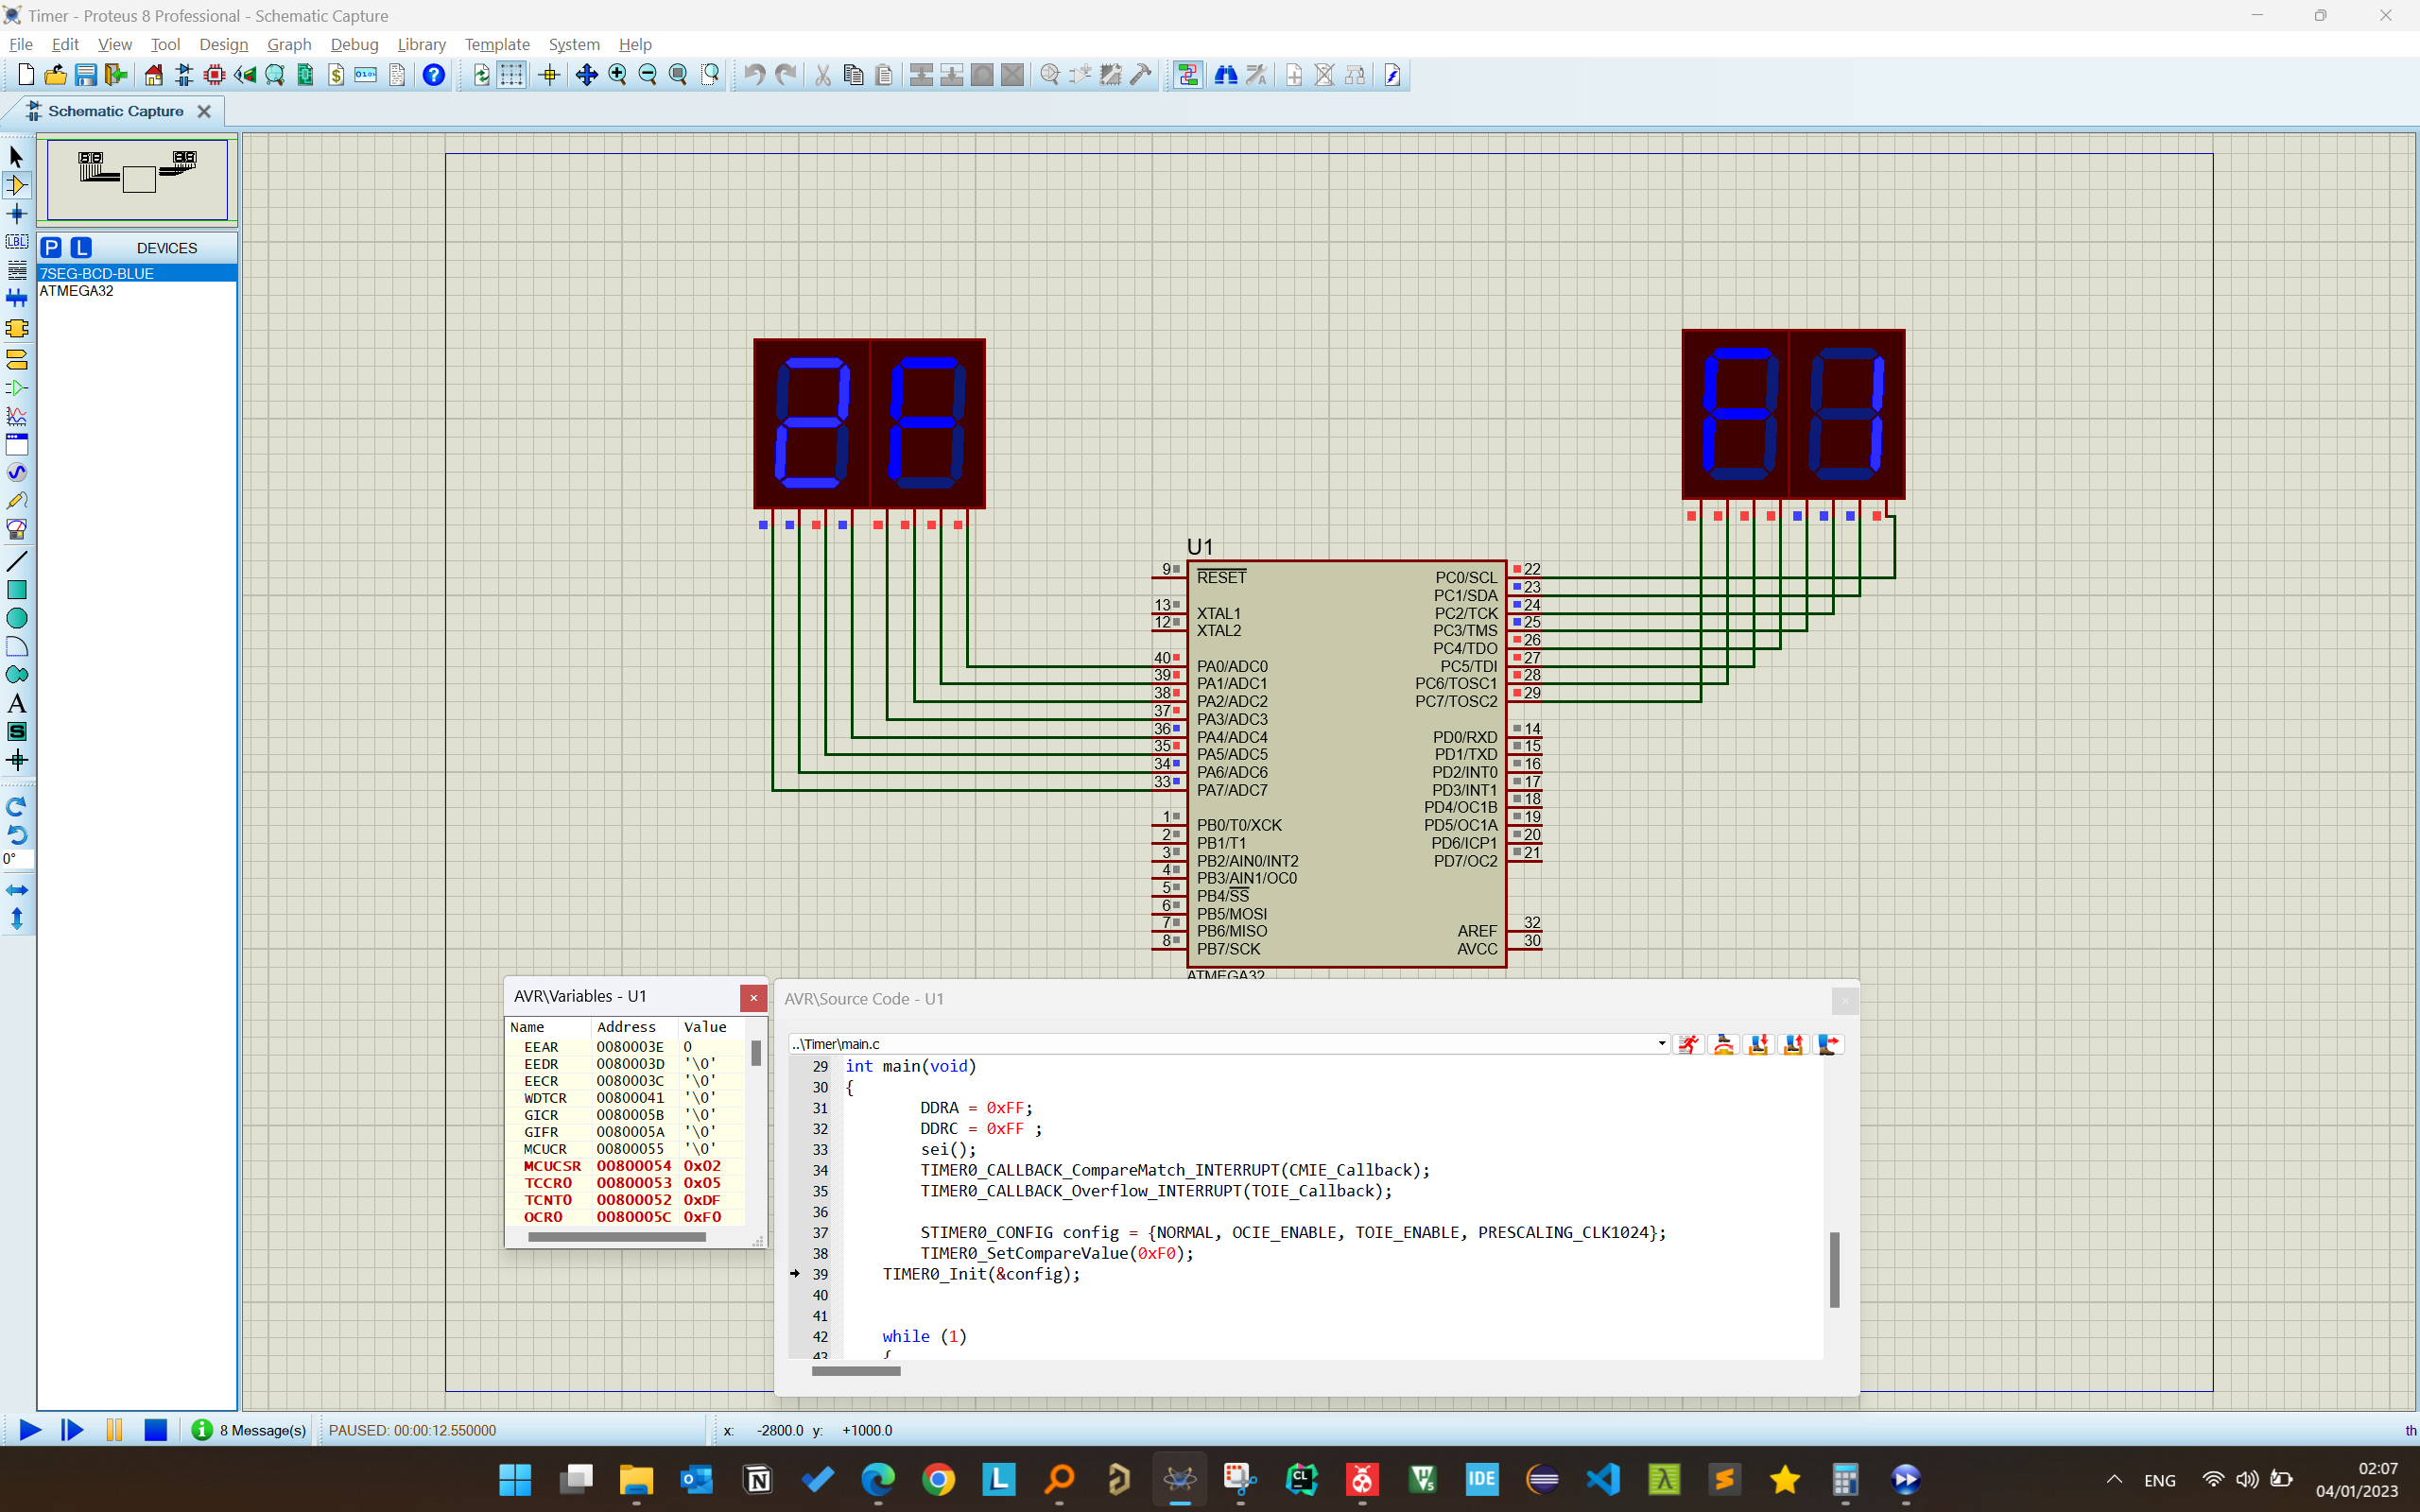 Timer - Proteus 8 Professional - Schematic Capture
File Edit View Tool Design Graph Debug Library Template System Help
Schematic Capture
P L DEVICES
7SEG-BCD-BLUE
ATMEGA32
LBL
A
S
0°
U1
9 RESET
13 XTAL1
12 XTAL2
40 PA0/ADC0
39 PA1/ADC1
38 PA2/ADC2
37 PA3/ADC3
36 PA4/ADC4
35 PA5/ADC5
34 PA6/ADC6
33 PA7/ADC7
1 PB0/T0/XCK
2 PB1/T1
3 PB2/AIN0/INT2
4 PB3/AIN1/OC0
5 PB4/SS
6 PB5/MOSI
7 PB6/MISO
8 PB7/SCK
PC0/SCL 22
PC1/SDA 23
PC2/TCK 24
PC3/TMS 25
PC4/TDO 26
PC5/TDI 27
PC6/TOSC1 28
PC7/TOSC2 29
PD0/RXD 14
PD1/TXD 15
PD2/INT0 16
PD3/INT1 17
PD4/OC1B 18
PD5/OC1A 19
PD6/ICP1 20
PD7/OC2 21
AREF 32
AVCC 30
ATMEGA32
AVR\Variables - U1
Name Address Value
EEAR 0080003E 0
EEDR 0080003D '\0'
EECR 0080003C '\0'
WDTCR 00800041 '\0'
GICR 0080005B '\0'
GIFR 0080005A '\0'
MCUCR 00800055 '\0'
MCUCSR 00800054 0x02
TCCR0 00800053 0x05
TCNT0 00800052 0xDF
OCR0 0080005C 0xF0
AVR\Source Code - U1
..\Timer\main.c
29 int main(void)
30 {
31 DDRA = 0xFF;
32 DDRC = 0xFF ;
33 sei();
34 TIMER0_CALLBACK_CompareMatch_INTERRUPT(CMIE_Callback);
35 TIMER0_CALLBACK_Overflow_INTERRUPT(TOIE_Callback);
36
37 STIMER0_CONFIG config = {NORMAL, OCIE_ENABLE, TOIE_ENABLE, PRESCALING_CLK1024};
38 TIMER0_SetCompareValue(0xF0);
39 TIMER0_Init(&config);
40
41
42 while (1)
43 {
8 Message(s) PAUSED: 00:00:12.550000 x: -2800.0 y: +1000.0 th
ENG
02:07
04/01/2023